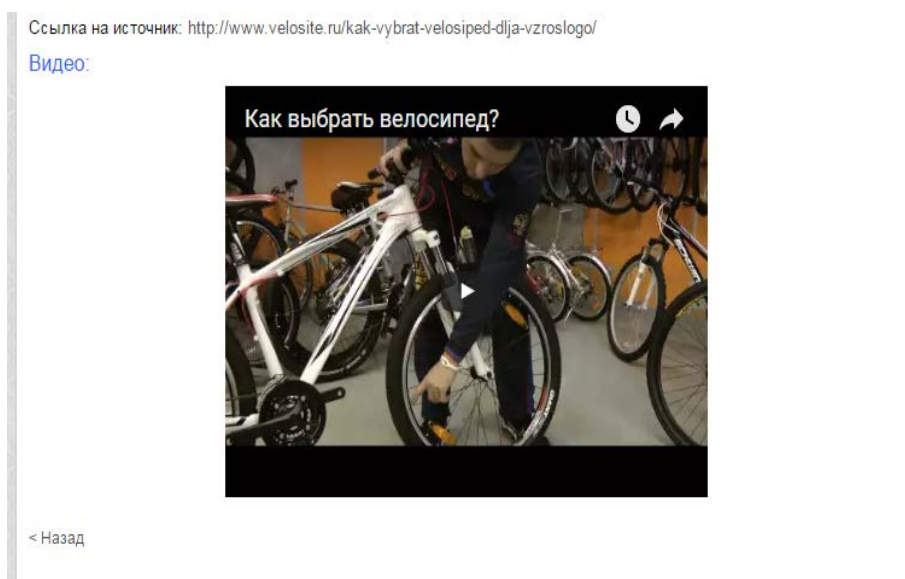 Ссылка на источник: http://www.velosite.ru/kak-vybrat-velosiped-dlja-vzroslogo/
Видео:
Как выбрать велосипед?
< Назад